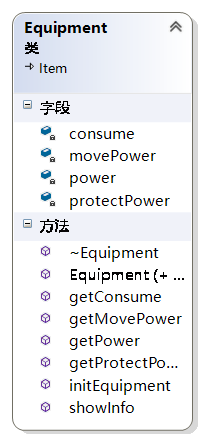 Equipment
类
Item
字段
consume
movePower
power
protectPower
方法
~Equipment
Equipment (+ ...
getConsume
getMovePower
getPower
getProtectPo...
initEquipment
showInfo